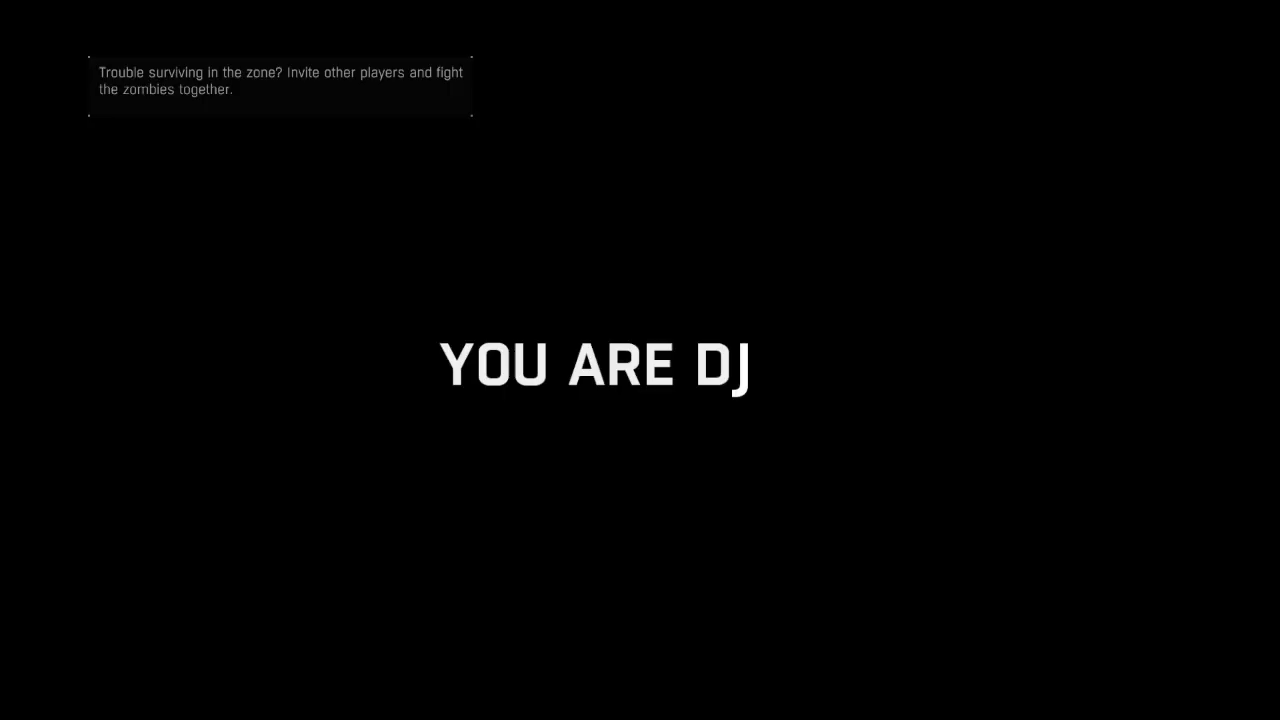 Trouble surviving in the zone? Invite other players and fight
the zombies together.
YOU ARE DJ